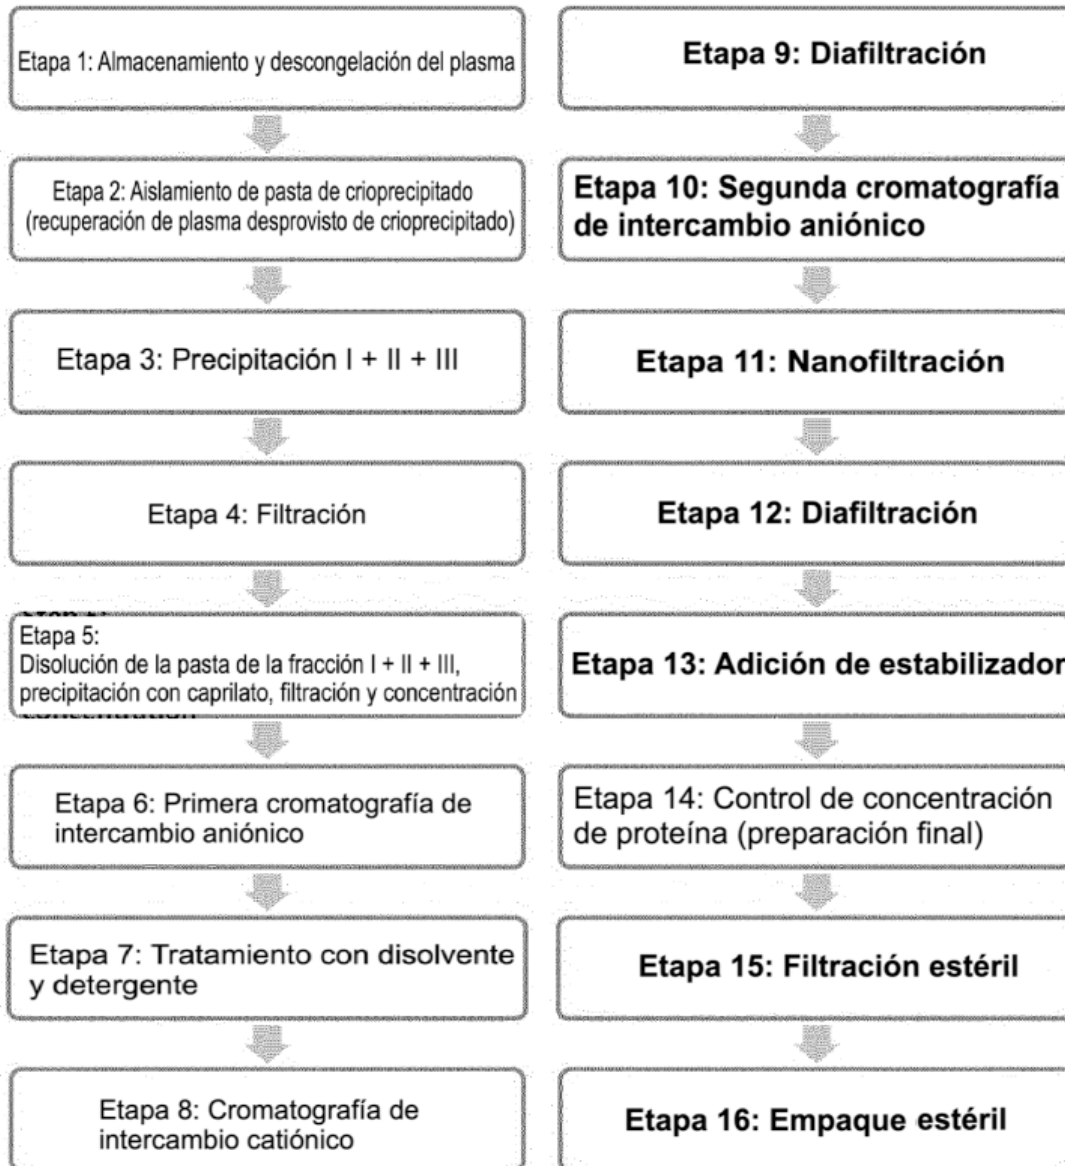 Etapa 1: Almacenamiento y descongelación del plasma
Etapa 2: Aislamiento de pasta de crioprecipitado
(recuperación de plasma desprovisto de crioprecipitado)
Etapa 3: Precipitación I + II + III
Etapa 4: Filtración
Etapa 5:
Disolución de la pasta de la fracción I + II + III,
precipitación con caprilato, filtración y concentración
Etapa 6: Primera cromatografía de
intercambio aniónico
Etapa 7: Tratamiento con disolvente
y detergente
Etapa 8: Cromatografía de
intercambio catiónico
Etapa 9: Diafiltración
Etapa 10: Segunda cromatografía
de intercambio aniónico
Etapa 11: Nanofiltración
Etapa 12: Diafiltración
Etapa 13: Adición de estabilizador
Etapa 14: Control de concentración
de proteína (preparación final)
Etapa 15: Filtración estéril
Etapa 16: Empaque estéril